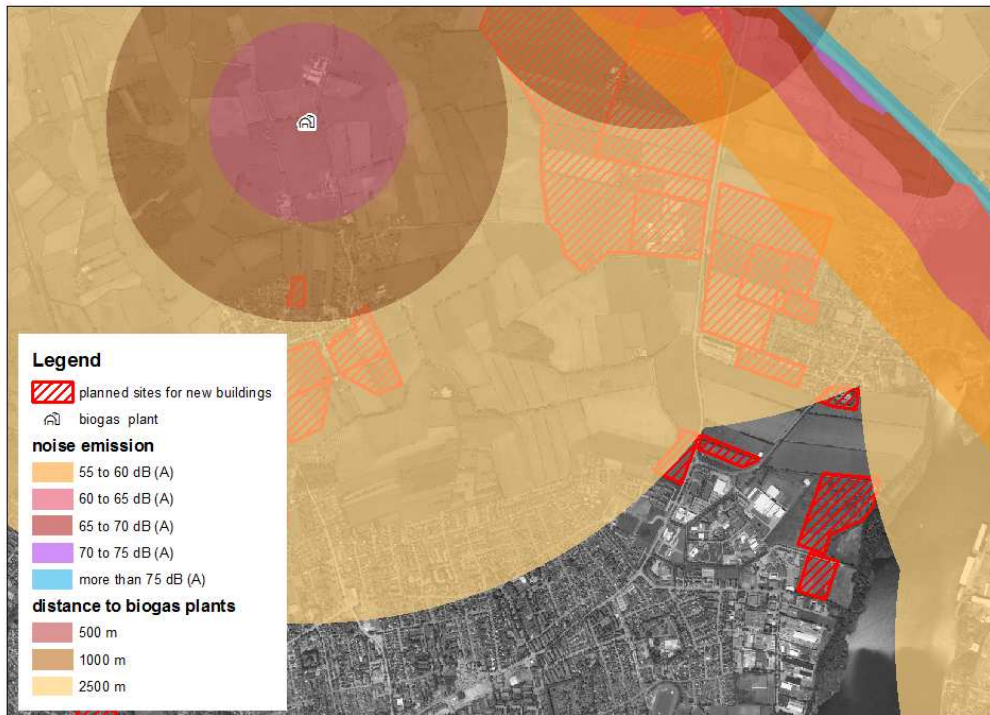 Legend
planned sites for new buildings
biogas plant
noise emission
55 to 60 dB (A)
60 to 65 dB (A)
65 to 70 dB (A)
70 to 75 dB (A)
more than 75 dB (A)
distance to biogas plants
500 m
1000 m
2500 m